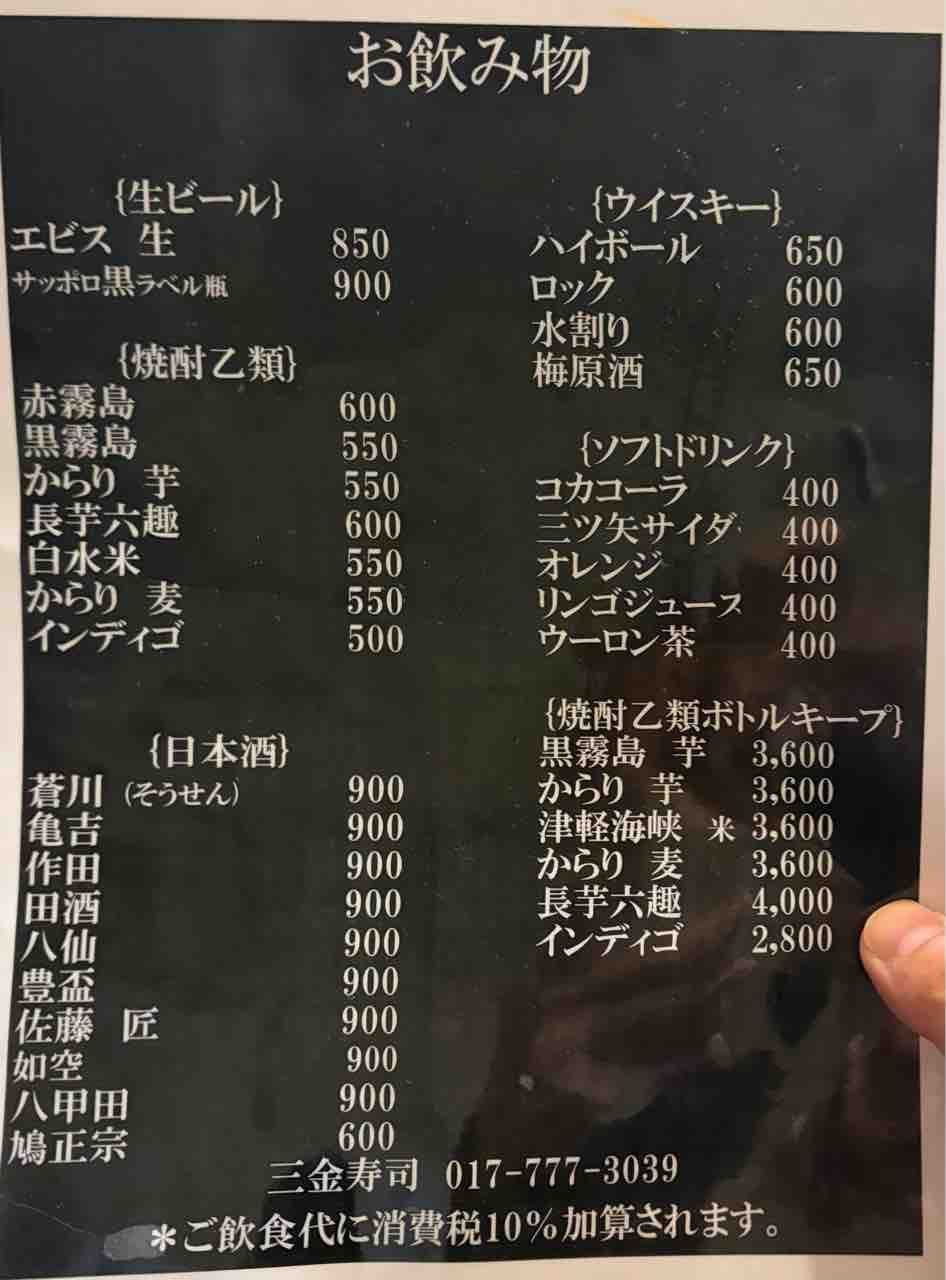 お飲み物
{生ビール}
エビス 生 850
サッポロ黒ラベル瓶 900
{焼酎乙類}
赤霧島 600
黒霧島 550
からり 芋 550
長芋六趣 600
白水米 550
からり 麦 550
インディゴ 500
{日本酒}
蒼川 (そうせん) 900
亀吉 900
作田 900
田酒 900
八仙 900
豊盃 900
佐藤 匠 900
如空 900
八甲田 900
鳩正宗 600
{ウイスキー}
ハイボール 650
ロック 600
水割り 600
梅原酒 650
{ソフトドリンク}
コカコーラ 400
三ツ矢サイダ 400
オレンジ 400
リンゴジュース 400
ウーロン茶 400
{焼酎乙類ボトルキープ}
黒霧島 芋 3,600
からり 芋 3,600
津軽海峡 米 3,600
からり 麦 3,600
長芋六趣 4,000
インディゴ 2,800
三金寿司 017-777-3039
＊ご飲食代に消費税10%加算されます。